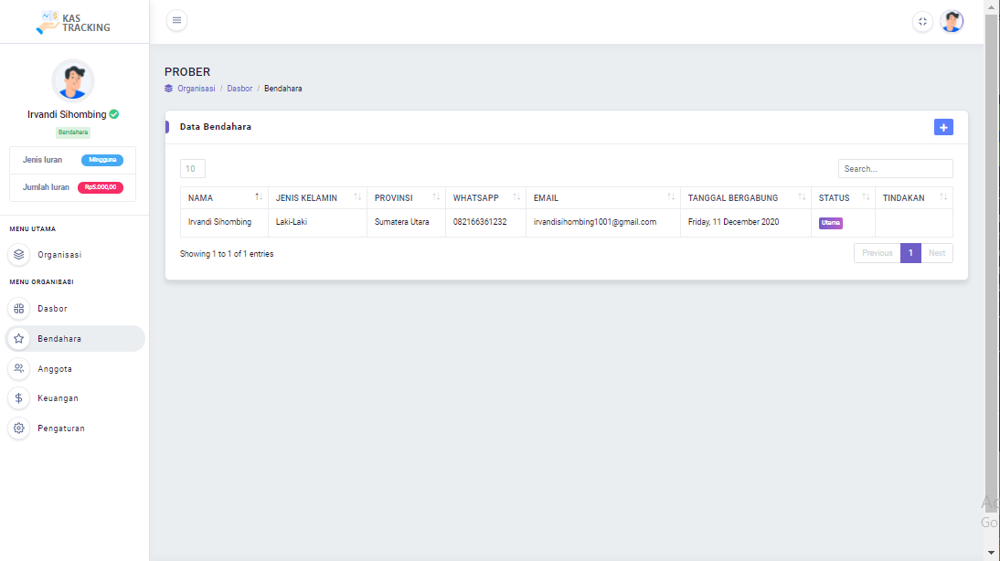 KAS
TRACKING
Irvandi Sihombing
Bendahara
Jenis Iuran Mingguna
Jumlah Iuran Rp5.000,00
MENU UTAMA
Organisasi
MENU ORGANISASI
Dasbor
Bendahara
Anggota
Keuangan
Pengaturan
PROBER
Organisasi / Dasbor / Bendahara
Data Bendahara
10
Search...
NAMA JENIS KELAMIN PROVINSI WHATSAPP EMAIL TANGGAL BERGABUNG STATUS TINDAKAN
Irvandi Sihombing Laki-Laki Sumatera Utara 082166361232 irvandisihombing1001@gmail.com Friday, 11 December 2020 Utama
Showing 1 to 1 of 1 entries
Previous 1 Next